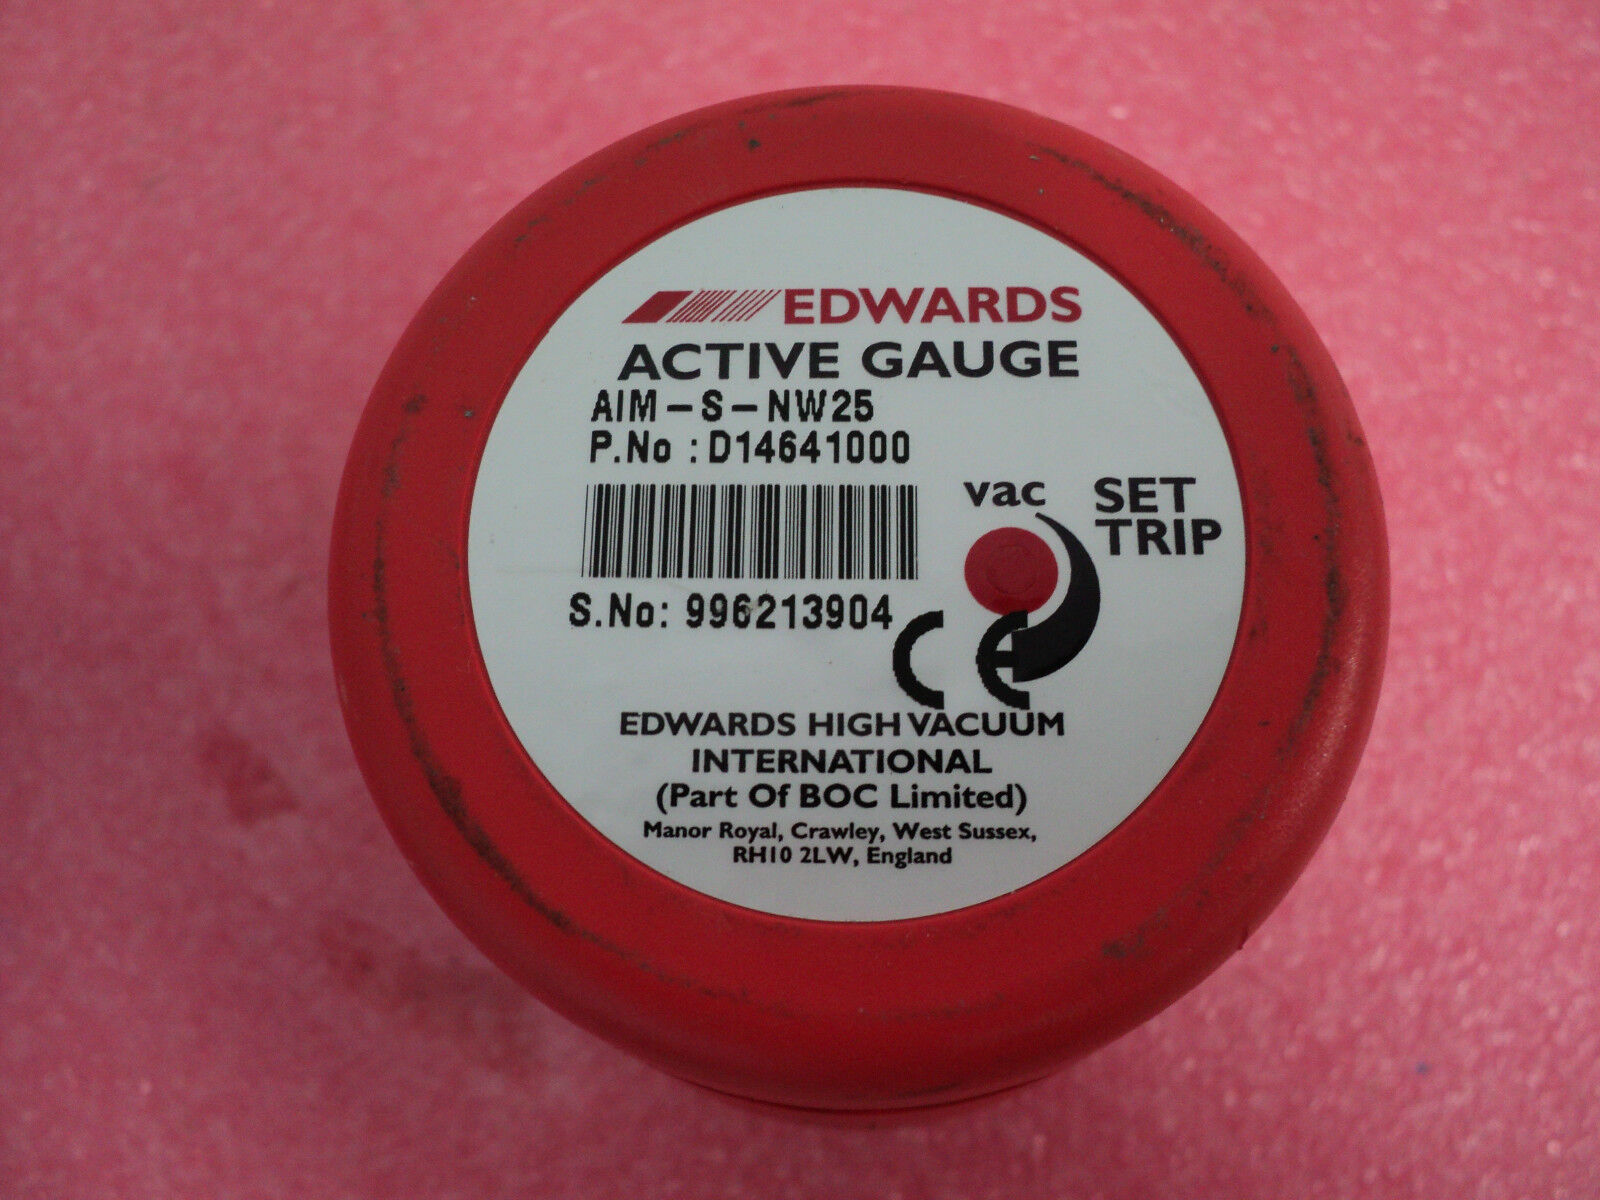 EDWARDS
ACTIVE GAUGE
AIM-S-NW25
P.No :D14641000
vac
SET
TRIP
S.No: 996213904
CE
EDWARDS HIGH VACUUM
INTERNATIONAL
(Part Of BOC Limited)
Manor Royal, Crawley, West Sussex,
RH10 2LW, England